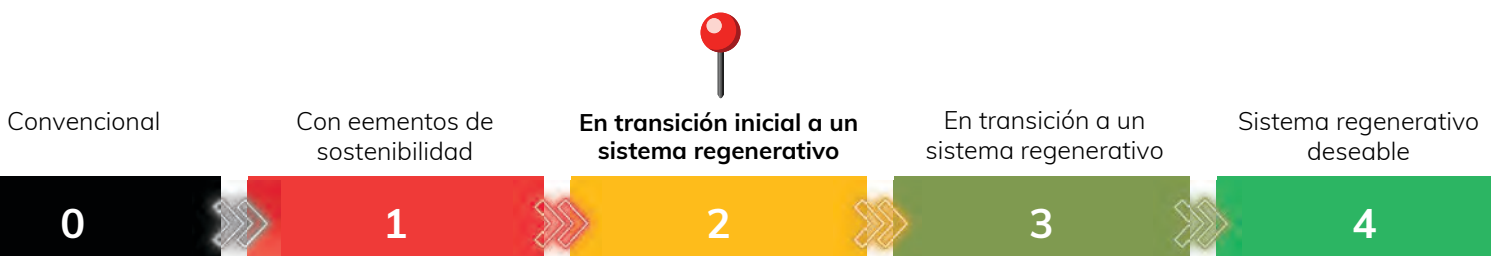 Convencional
Con eementos de
sostenibilidad
En transición inicial a un
sistema regenerativo
En transición a un
sistema regenerativo
Sistema regenerativo
deseable
0
1
2
3
4